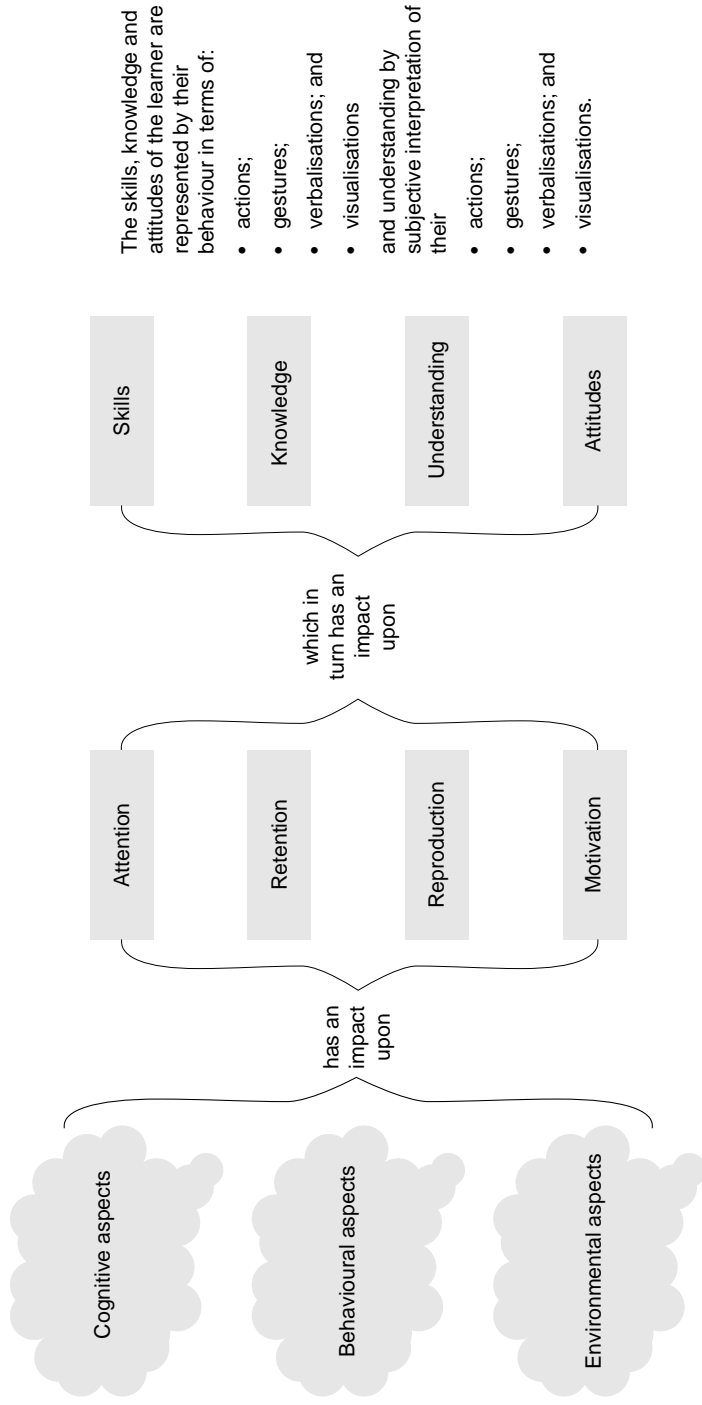 Cognitive aspects
Behavioural aspects
Environmental aspects
has an
impact
upon
Attention
Retention
Reproduction
Motivation
which in
turn has an
impact
upon
Skills
Knowledge
Understanding
Attitudes
The skills, knowledge and
attitudes of the learner are
represented by their
behaviour in terms of:
• actions;
• gestures;
• verbalisations; and
• visualisations
and understanding by
subjective interpretation of
their
• actions;
• gestures;
• verbalisations; and
• visualisations.